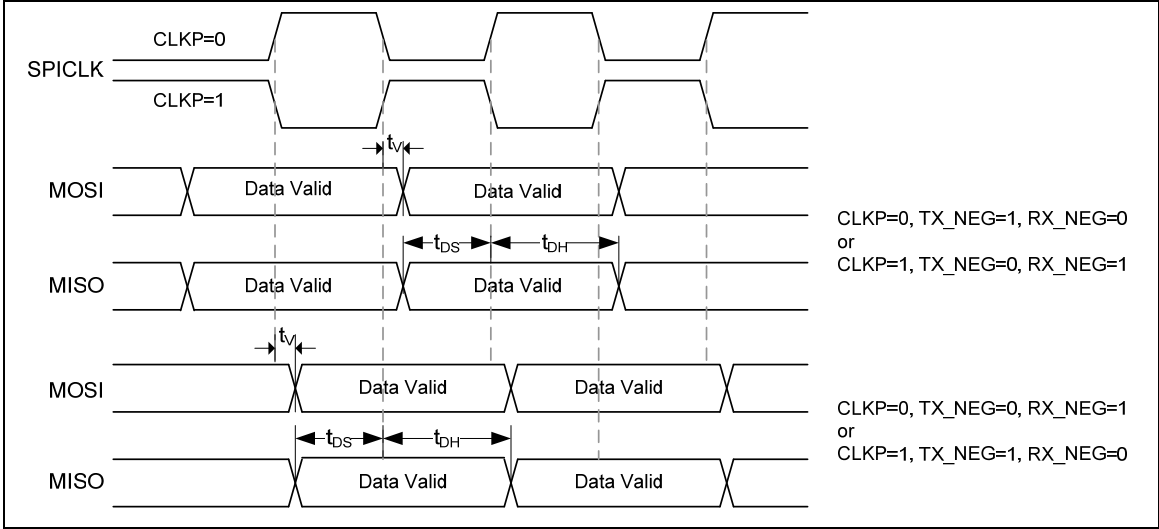 CLKP=0
SPICLK
CLKP=1
tV
MOSI
Data Valid
Data Valid
CLKP=0, TX_NEG=1, RX_NEG=0
or
CLKP=1, TX_NEG=0, RX_NEG=1
tDS
tDH
MISO
Data Valid
Data Valid
tV
MOSI
Data Valid
Data Valid
CLKP=0, TX_NEG=0, RX_NEG=1
or
CLKP=1, TX_NEG=1, RX_NEG=0
tDS
tDH
MISO
Data Valid
Data Valid